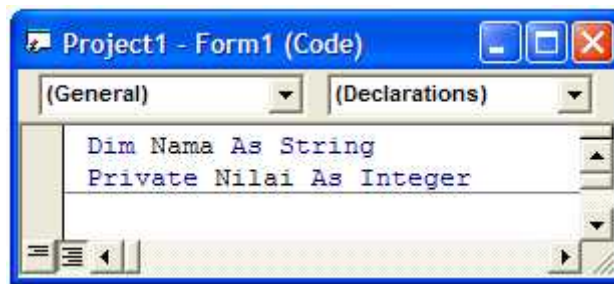 Project1 - Form1 (Code)
(General) (Declarations)
Dim Nama As String
Private Nilai As Integer